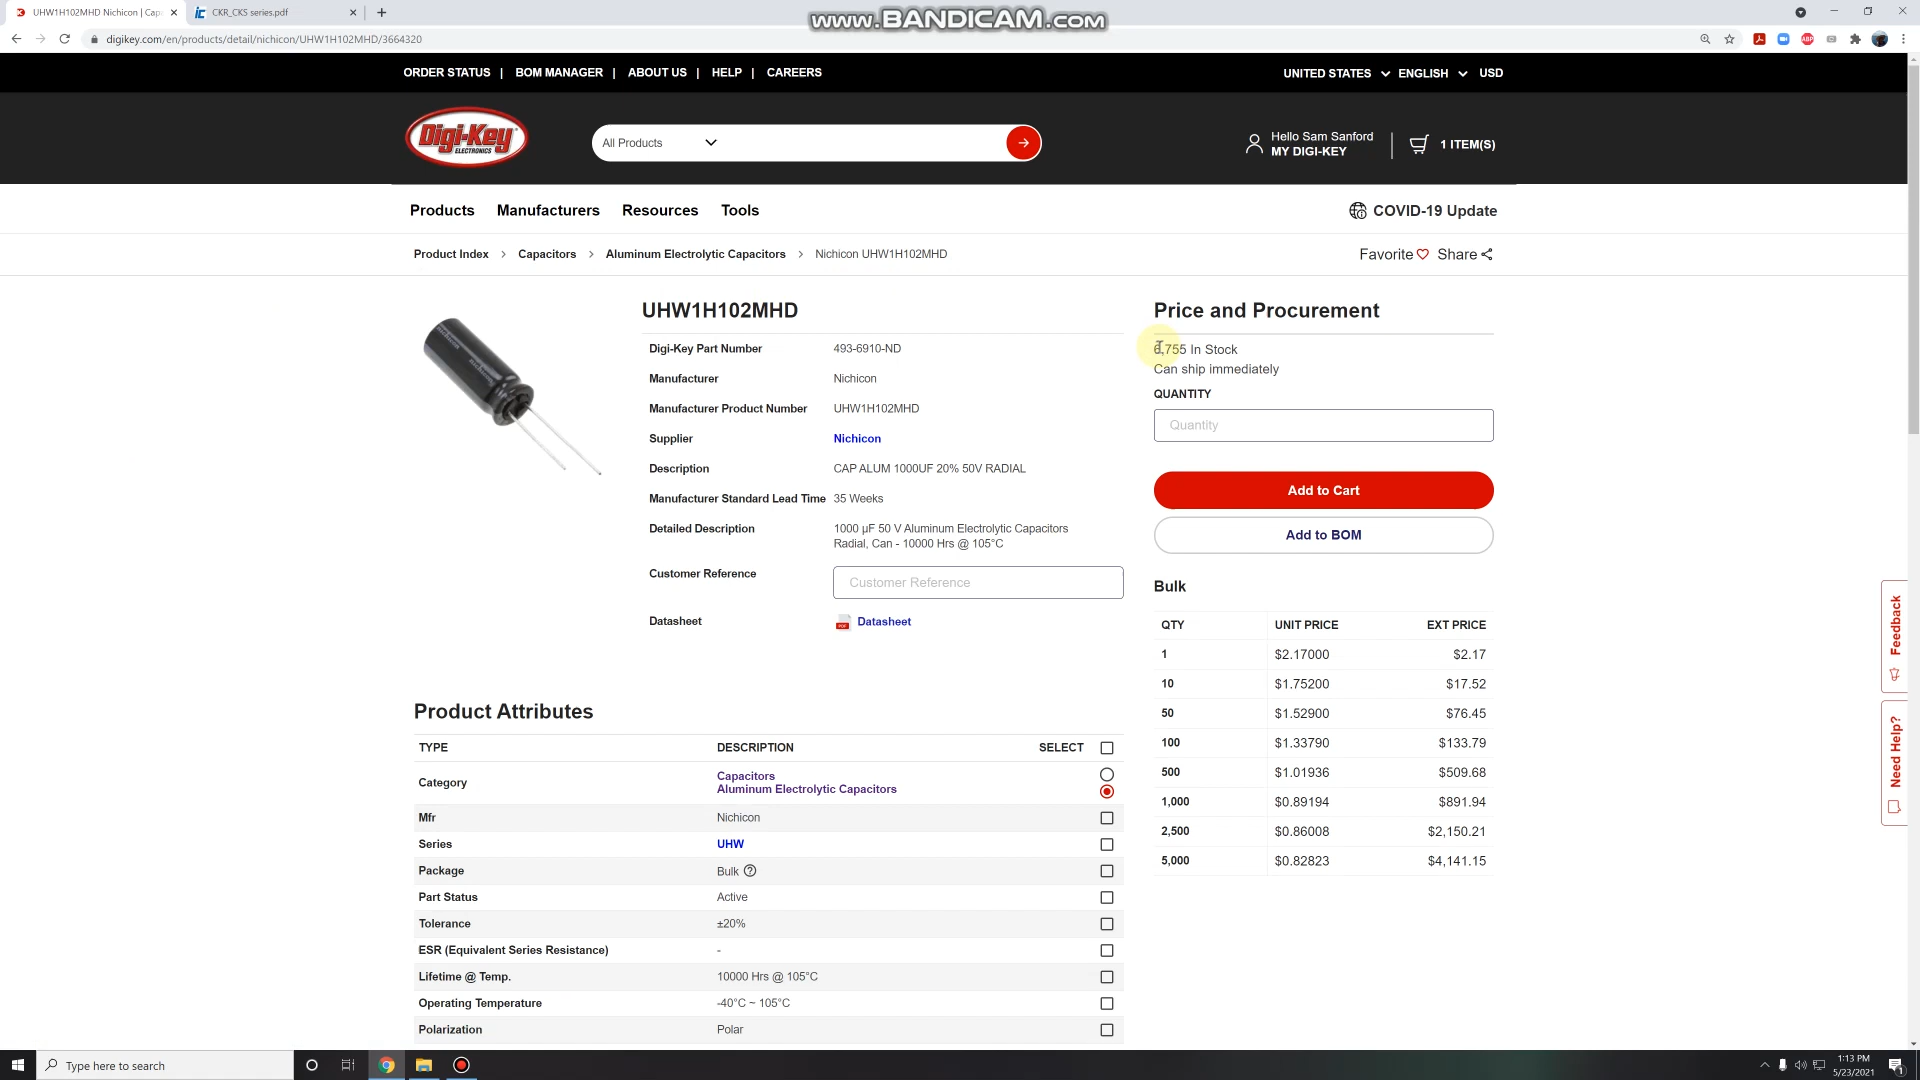 UHW1H102MHD Nichicon | Cap
CKR_CKS series.pdf
www.BANDICAM.com
digikey.com/en/products/detail/nichicon/UHW1H102MHD/3664320
ORDER STATUS | BOM MANAGER | ABOUT US | HELP | CAREERS
UNITED STATES ENGLISH USD
Digi-Key
ELECTRONICS
All Products
Hello Sam Sanford
MY DIGI-KEY
1 ITEM(S)
Products Manufacturers Resources Tools
COVID-19 Update
Product Index > Capacitors > Aluminum Electrolytic Capacitors > Nichicon UHW1H102MHD
Favorite Share
UHW1H102MHD
Digi-Key Part Number 493-6910-ND
Manufacturer Nichicon
Manufacturer Product Number UHW1H102MHD
Supplier Nichicon
Description CAP ALUM 1000UF 20% 50V RADIAL
Manufacturer Standard Lead Time 35 Weeks
Detailed Description 1000 µF 50 V Aluminum Electrolytic Capacitors
Radial, Can - 10000 Hrs @ 105°C
Customer Reference Customer Reference
Datasheet Datasheet
Price and Procurement
6,755 In Stock
Can ship immediately
QUANTITY
Quantity
Add to Cart
Add to BOM
Bulk
QTY UNIT PRICE EXT PRICE
1 $2.17000 $2.17
10 $1.75200 $17.52
50 $1.52900 $76.45
100 $1.33790 $133.79
500 $1.01936 $509.68
1,000 $0.89194 $891.94
2,500 $0.86008 $2,150.21
5,000 $0.82823 $4,141.15
Feedback
Need Help?
Product Attributes
TYPE DESCRIPTION SELECT
Category Capacitors
Aluminum Electrolytic Capacitors
Mfr Nichicon
Series UHW
Package Bulk
Part Status Active
Tolerance ±20%
ESR (Equivalent Series Resistance) -
Lifetime @ Temp. 10000 Hrs @ 105°C
Operating Temperature -40°C ~ 105°C
Polarization Polar
Type here to search
1:13 PM
5/23/2021